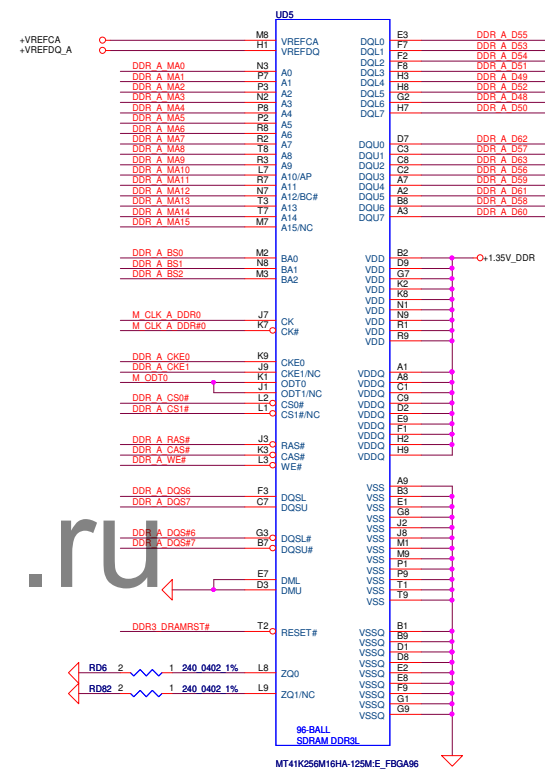 UD5
+VREFCA M8 VREFCA DQL0 E3 DDR_A_D55
+VREFDQ_A H1 VREFDQ DQL1 F7 DDR_A_D53
DQL2 F2 DDR_A_D54
DDR_A_MA0 N3 A0 DQL3 F8 DDR_A_D51
DDR_A_MA1 P7 A1 DQL4 H3 DDR_A_D49
DDR_A_MA2 P3 A2 DQL5 H8 DDR_A_D52
DDR_A_MA3 N2 A3 DQL6 G2 DDR_A_D48
DDR_A_MA4 P8 A4 DQL7 H7 DDR_A_D50
DDR_A_MA5 P2 A5
DDR_A_MA6 R8 A6
DDR_A_MA7 R2 A7 DQU0 D7 DDR_A_D62
DDR_A_MA8 T8 A8 DQU1 C3 DDR_A_D57
DDR_A_MA9 R3 A9 DQU2 C8 DDR_A_D63
DDR_A_MA10 L7 A10/AP DQU3 C2 DDR_A_D56
DDR_A_MA11 R7 A11 DQU4 A7 DDR_A_D59
DDR_A_MA12 N7 A12/BC# DQU5 A2 DDR_A_D61
DDR_A_MA13 T3 A13 DQU6 B8 DDR_A_D58
DDR_A_MA14 T7 A14 DQU7 A3 DDR_A_D60
DDR_A_MA15 M7 A15/NC
DDR_A_BS0 M2 BA0 VDD B2 +1.35V_DDR
DDR_A_BS1 N8 BA1 VDD D9
DDR_A_BS2 M3 BA2 VDD G7
VDD K2
VDD K8
VDD N1
M_CLK_A_DDR0 J7 CK VDD N9
M_CLK_A_DDR#0 K7 CK# VDD R1
VDD R9
DDR_A_CKE0 K9 CKE0
DDR_A_CKE1 J9 CKE1/NC VDDQ A1
M_ODT0 K1 ODT0 VDDQ A8
J1 ODT1/NC VDDQ C1
DDR_A_CS0# L2 CS0# VDDQ C9
DDR_A_CS1# L1 CS1#/NC VDDQ D2
VDDQ E9
VDDQ F1
DDR_A_RAS# J3 RAS# VDDQ H2
DDR_A_CAS# K3 CAS# VDDQ H9
DDR_A_WE# L3 WE#
VSS A9
DDR_A_DQS6 F3 DQSL VSS B3
DDR_A_DQS7 C7 DQSU VSS E1
VSS G8
VSS J2
DDR_A_DQS#6 G3 DQSL# VSS J8
DDR_A_DQS#7 B7 DQSU# VSS M1
VSS M9
.ru
VSS P1
E7 DML VSS P9
D3 DMU VSS T1
VSS T9
DDR3_DRAMRST# T2 RESET# VSSQ B1
VSSQ B9
VSSQ D1
VSSQ D8
RD6 2 1 240_0402_1% L8 ZQ0 VSSQ E2
VSSQ E8
RD82 2 1 240_0402_1% L9 ZQ1/NC VSSQ F9
VSSQ G1
VSSQ G9
96-BALL
SDRAM DDR3L
MT41K256M16HA-125M:E_FBGA96